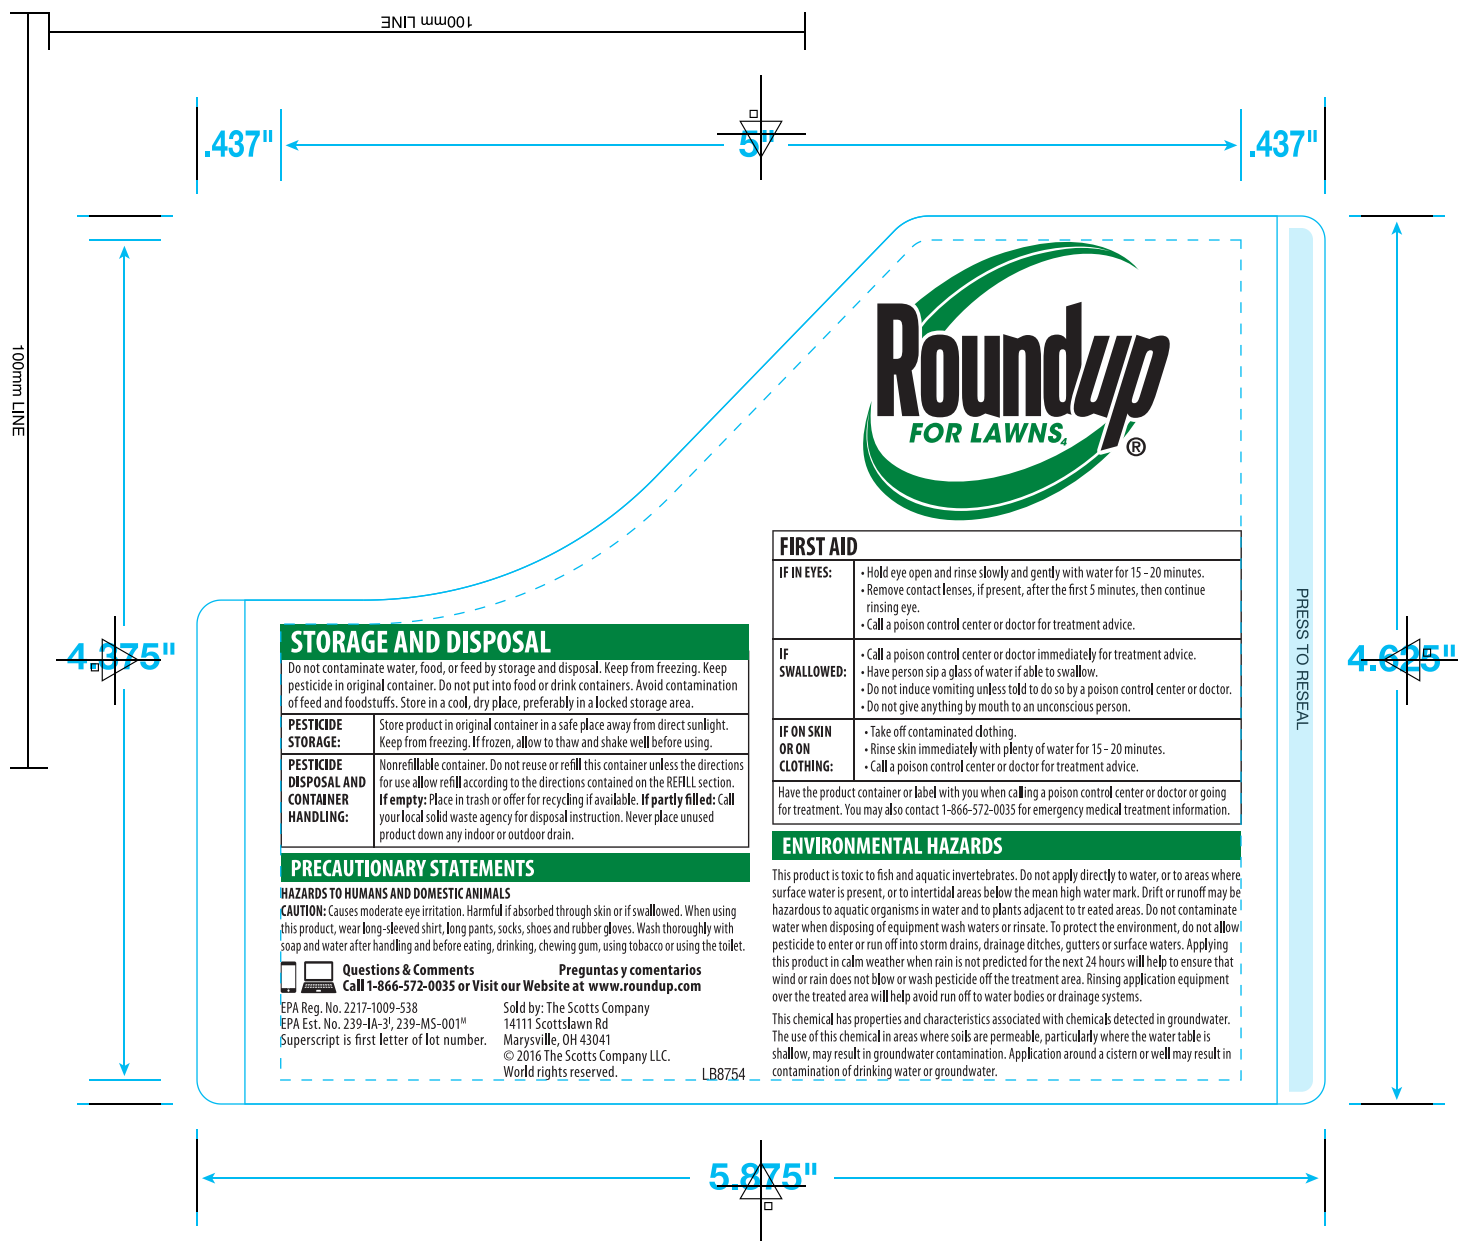 100mm LINE
.437"
5"
.437"
100mm LINE
4.375"
4.625"
Roundup
FOR LAWNS4
®
PRESS TO RESEAL
STORAGE AND DISPOSAL
Do not contaminate water, food, or feed by storage and disposal. Keep from freezing. Keep
pesticide in original container. Do not put into food or drink containers. Avoid contamination
of feed and foodstuffs. Store in a cool, dry place, preferably in a locked storage area.
PESTICIDE
STORAGE:
Store product in original container in a safe place away from direct sunlight.
Keep from freezing. If frozen, allow to thaw and shake well before using.
PESTICIDE
DISPOSAL AND
CONTAINER
HANDLING:
Nonrefillable container. Do not reuse or refill this container unless the directions
for use allow refill according to the directions contained on the REFILL section.
If empty: Place in trash or offer for recycling if available. If partly filled: Call
your local solid waste agency for disposal instruction. Never place unused
product down any indoor or outdoor drain.
PRECAUTIONARY STATEMENTS
HAZARDS TO HUMANS AND DOMESTIC ANIMALS
CAUTION: Causes moderate eye irritation. Harmful if absorbed through skin or if swallowed. When using
this product, wear long-sleeved shirt, long pants, socks, shoes and rubber gloves. Wash thoroughly with
soap and water after handling and before eating, drinking, chewing gum, using tobacco or using the toilet.
Questions & Comments Preguntas y comentarios
Call 1-866-572-0035 or Visit our Website at www.roundup.com
EPA Reg. No. 2217-1009-538
EPA Est. No. 239-IA-3I, 239-MS-001M
Superscript is first letter of lot number.
Sold by: The Scotts Company
14111 Scottslawn Rd
Marysville, OH 43041
© 2016 The Scotts Company LLC.
World rights reserved.
LB8754
FIRST AID
IF IN EYES:
• Hold eye open and rinse slowly and gently with water for 15 - 20 minutes.
• Remove contact lenses, if present, after the first 5 minutes, then continue
rinsing eye.
• Call a poison control center or doctor for treatment advice.
IF
SWALLOWED:
• Call a poison control center or doctor immediately for treatment advice.
• Have person sip a glass of water if able to swallow.
• Do not induce vomiting unless told to do so by a poison control center or doctor.
• Do not give anything by mouth to an unconscious person.
IF ON SKIN
OR ON
CLOTHING:
• Take off contaminated clothing.
• Rinse skin immediately with plenty of water for 15 - 20 minutes.
• Call a poison control center or doctor for treatment advice.
Have the product container or label with you when calling a poison control center or doctor or going
for treatment. You may also contact 1-866-572-0035 for emergency medical treatment information.
ENVIRONMENTAL HAZARDS
This product is toxic to fish and aquatic invertebrates. Do not apply directly to water, or to areas where
surface water is present, or to intertidal areas below the mean high water mark. Drift or runoff may be
hazardous to aquatic organisms in water and to plants adjacent to tr eated areas. Do not contaminate
water when disposing of equipment wash waters or rinsate. To protect the environment, do not allow
pesticide to enter or run off into storm drains, drainage ditches, gutters or surface waters. Applying
this product in calm weather when rain is not predicted for the next 24 hours will help to ensure that
wind or rain does not blow or wash pesticide off the treatment area. Rinsing application equipment
over the treated area will help avoid run off to water bodies or drainage systems.
This chemical has properties and characteristics associated with chemicals detected in groundwater.
The use of this chemical in areas where soils are permeable, particularly where the water table is
shallow, may result in groundwater contamination. Application around a cistern or well may result in
contamination of drinking water or groundwater.
5.875"